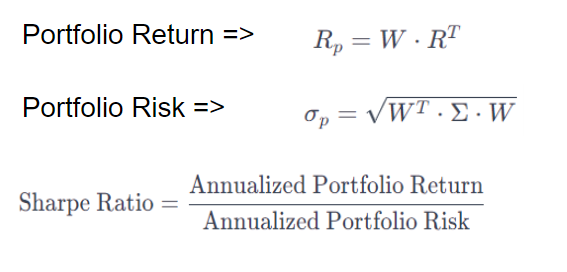 Portfolio Return => R_p = W · R^T
Portfolio Risk => σ_p = √(W^T · Σ · W)
Sharpe Ratio = Annualized Portfolio Return / Annualized Portfolio Risk